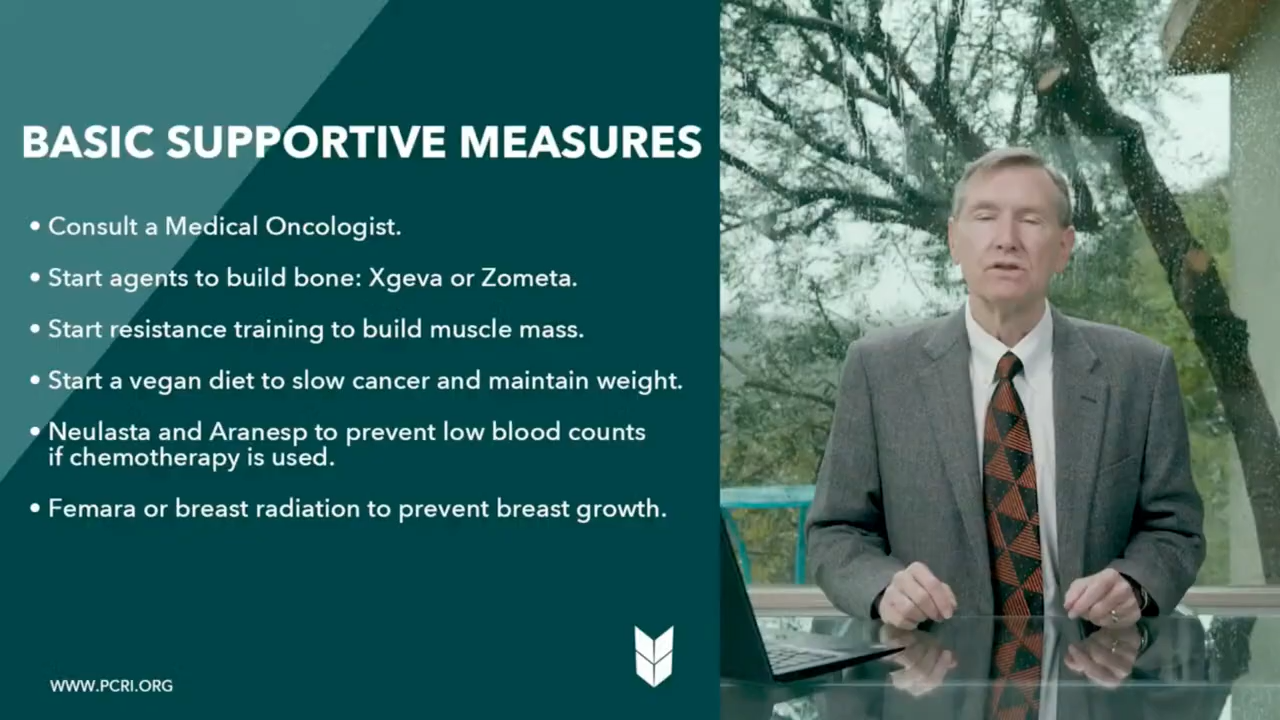 BASIC SUPPORTIVE MEASURES
• Consult a Medical Oncologist.
• Start agents to build bone: Xgeva or Zometa.
• Start resistance training to build muscle mass.
• Start a vegan diet to slow cancer and maintain weight.
• Neulasta and Aranesp to prevent low blood counts
if chemotherapy is used.
• Femara or breast radiation to prevent breast growth.
WWW.PCRI.ORG